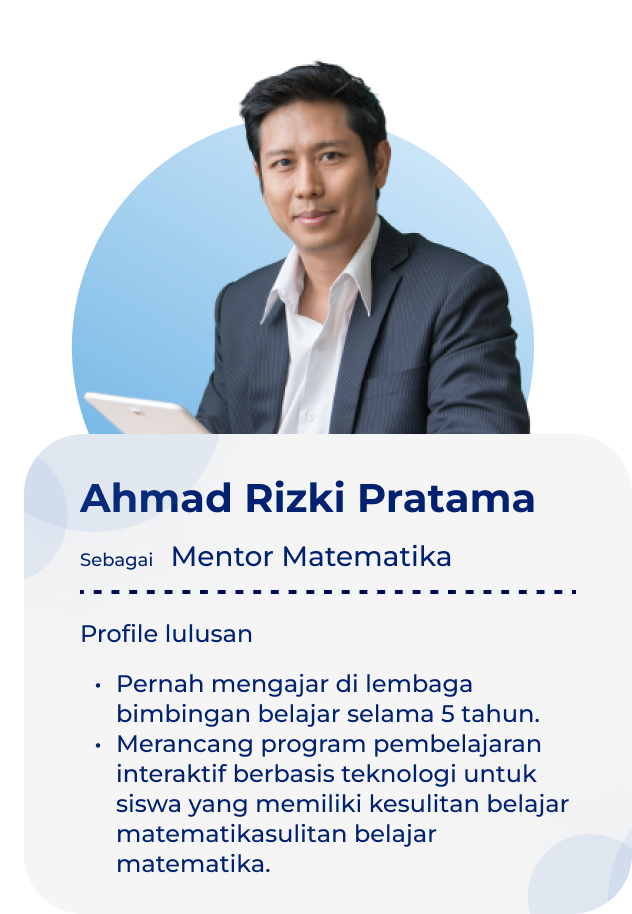 Ahmad Rizki Pratama
Sebagai Mentor Matematika
Profile lulusan
• Pernah mengajar di lembaga
bimbingan belajar selama 5 tahun.
• Merancang program pembelajaran
interaktif berbasis teknologi untuk
siswa yang memiliki kesulitan belajar
matematikasulitan belajar
matematika.